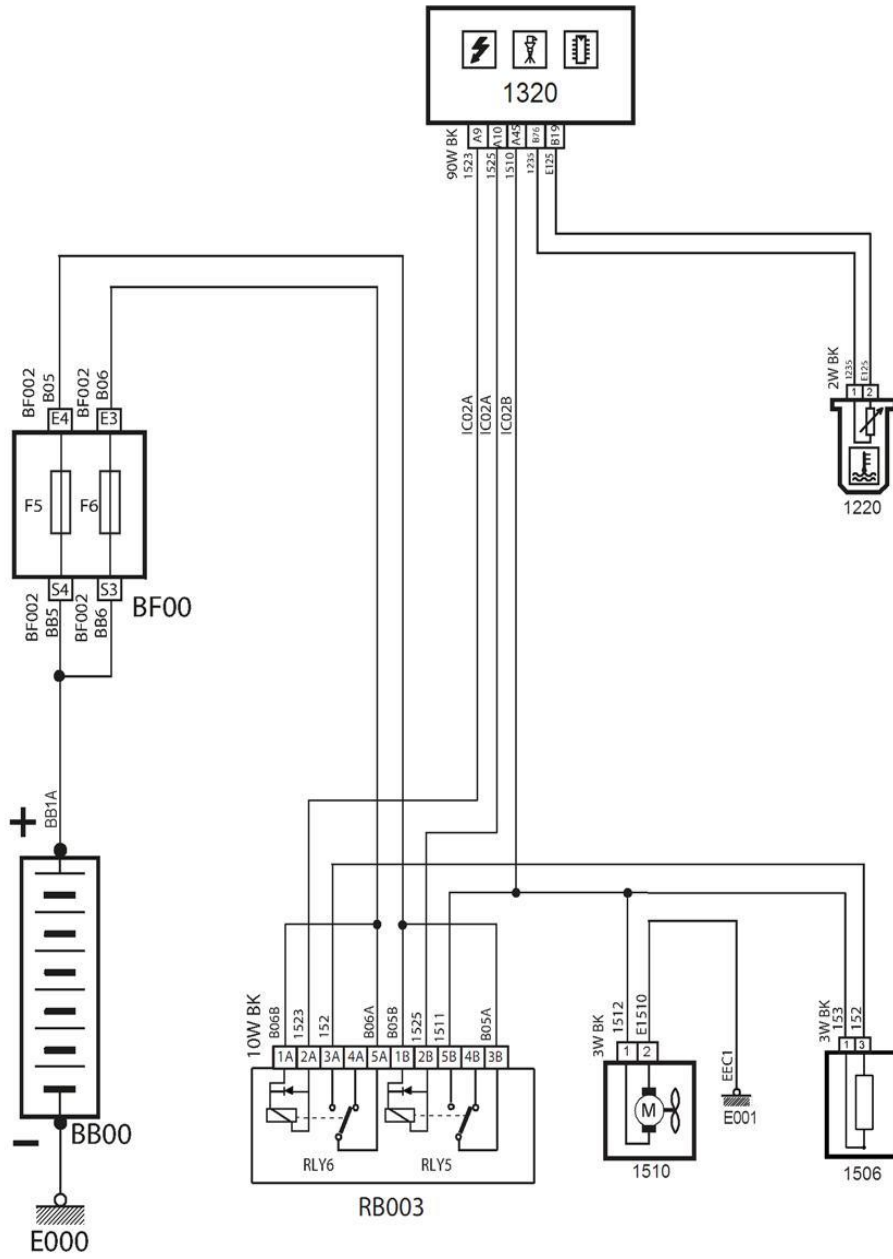 1320
90W BK
A9
A10
A45
B76
B19
1523
1525
1510
1235
E125
BF002
B05
BF002
B06
E4
E3
F5
F6
S4
S3
BF00
BF002
BB5
BF002
BB6
IC02A
IC02A
IC02B
2W BK
1235
E125
1
2
1220
+
BB1A
-
BB00
E000
10W BK
B06B
1523
152
B06A
B05B
1525
1511
B05A
1A
2A
3A
4A
5A
1B
2B
5B
4B
3B
RLY6
RLY5
RB003
3W BK
1512
E1510
1
2
M
1510
EEC1
E001
3W BK
153
152
1
3
1506